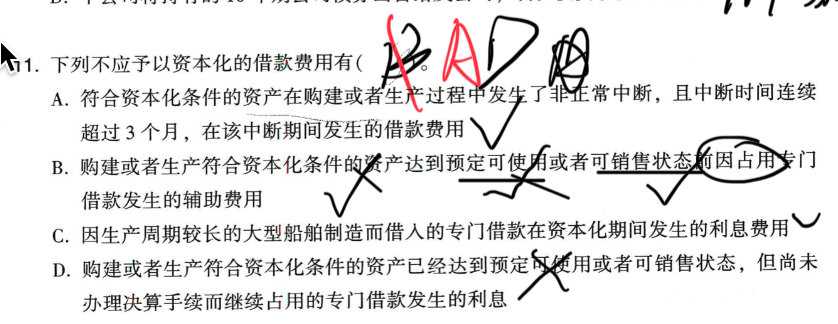 11. 下列不应予以资本化的借款费用有( )。 AD
A. 符合资本化条件的资产在购建或者生产过程中发生了非正常中断，且中断时间连续
超过 3 个月，在该中断期间发生的借款费用
B. 购建或者生产符合资本化条件的资产达到预定可使用或者可销售状态前因占用专门
借款发生的辅助费用
C. 因生产周期较长的大型船舶制造而借入的专门借款在资本化期间发生的利息费用
D. 购建或者生产符合资本化条件的资产已经达到预定可使用或者可销售状态，但尚未
办理决算手续而继续占用的专门借款发生的利息